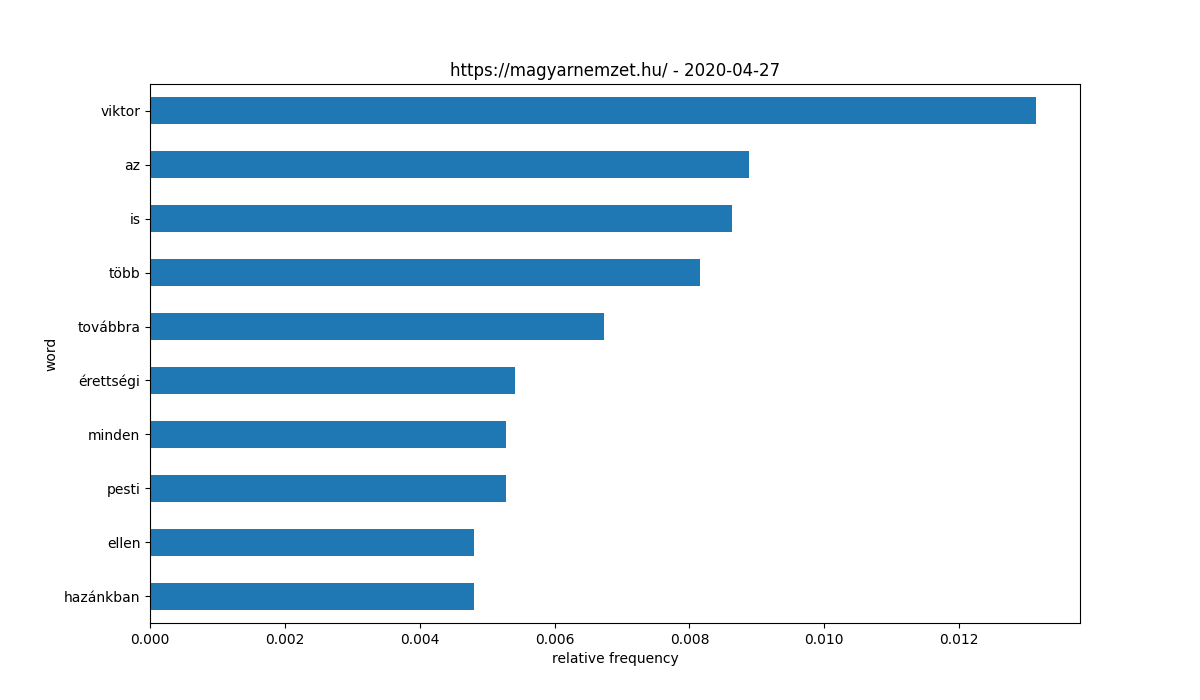 https://magyarnemzet.hu/ - 2020-04-27
word
viktor
az
is
több
továbbra
érettségi
minden
pesti
ellen
hazánkban
0.000 0.002 0.004 0.006 0.008 0.010 0.012
relative frequency